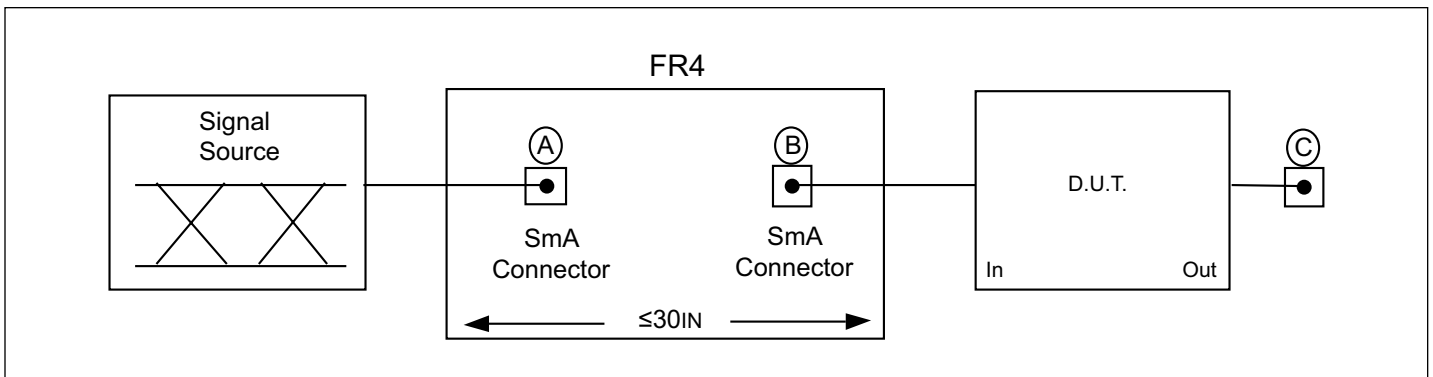 FR4
Signal
Source
A
B
C
D.U.T.
SmA
Connector
SmA
Connector
In
Out
≤30IN